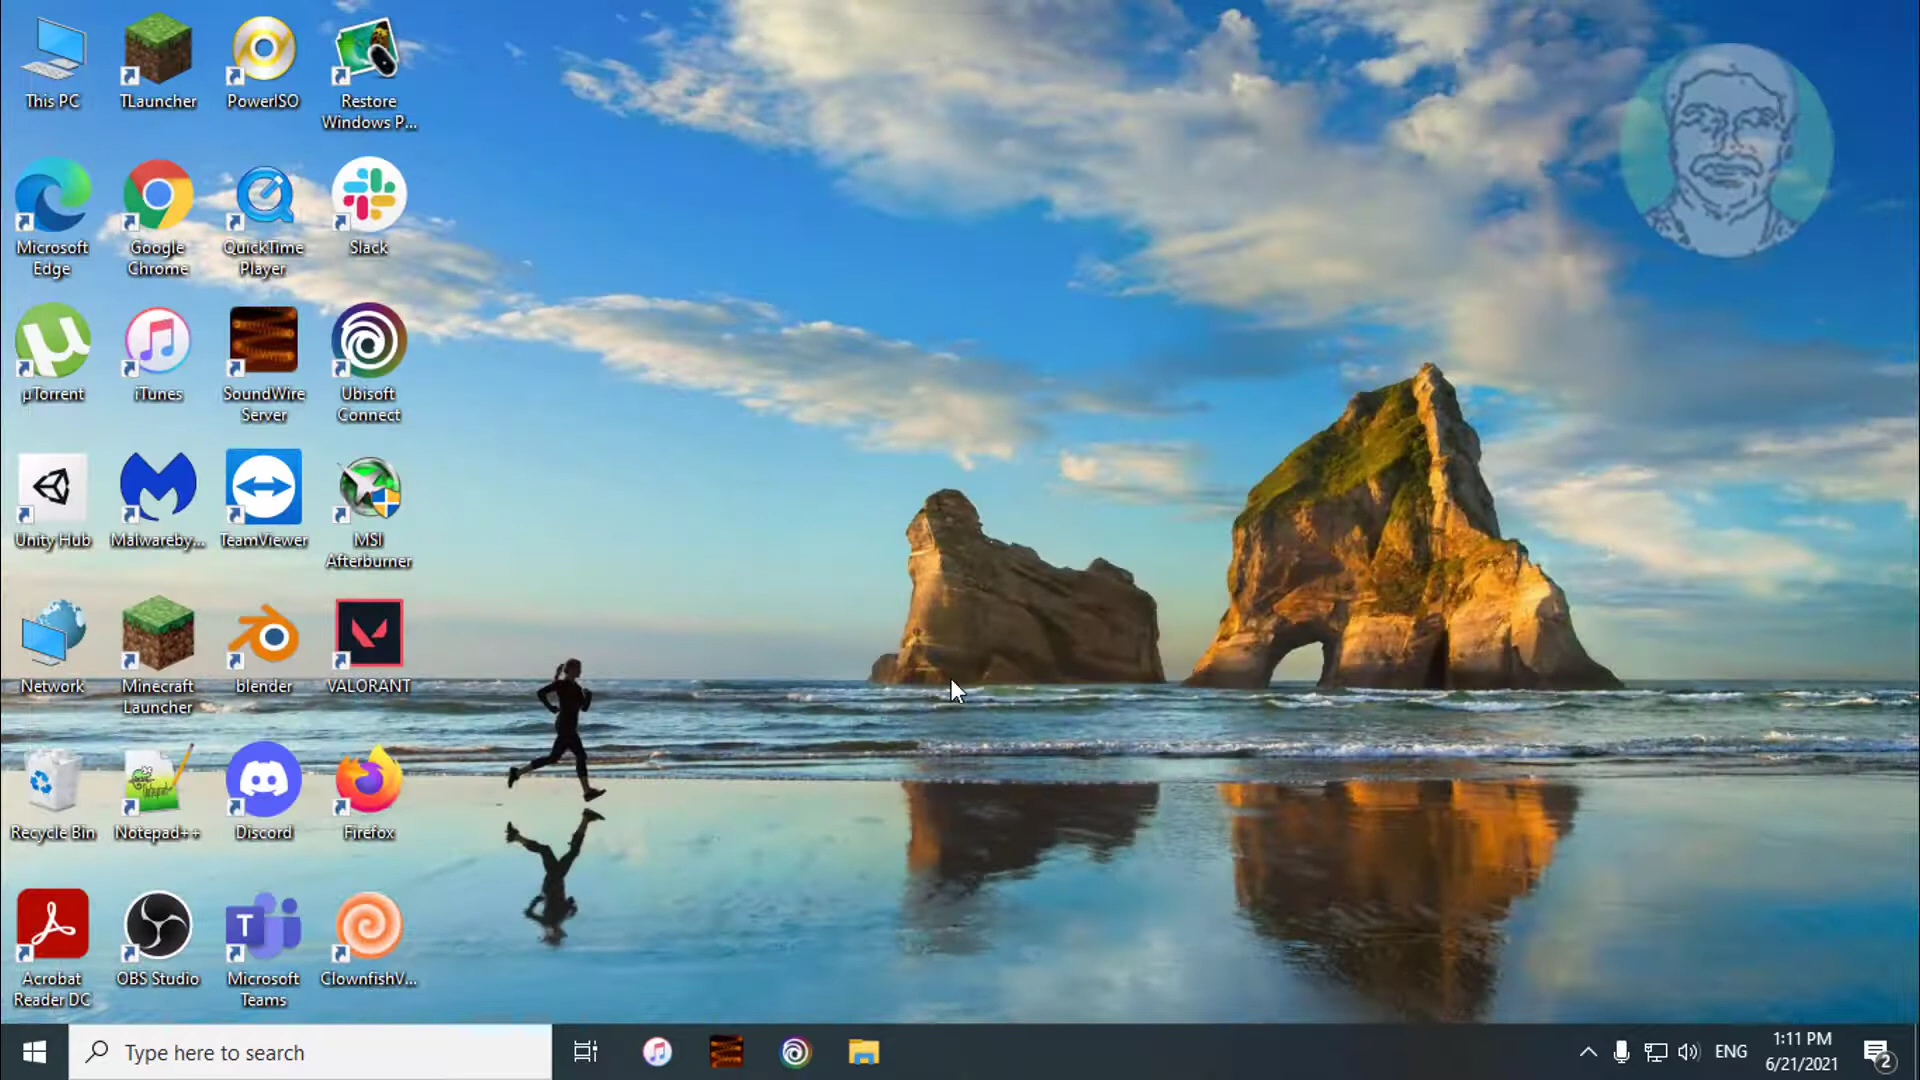 This PC
TLauncher
PowerISO
Restore
Windows P...
Microsoft
Edge
Google
Chrome
QuickTime
Player
Slack
µTorrent
iTunes
SoundWire
Server
Ubisoft
Connect
Unity Hub
Malwareby...
TeamViewer
MSI
Afterburner
Network
Minecraft
Launcher
blender
VALORANT
Recycle Bin
Notepad++
Discord
Firefox
Acrobat
Reader DC
OBS Studio
T
Microsoft
Teams
ClownfishV...
Type here to search
ENG
1:11 PM
6/21/2021
2